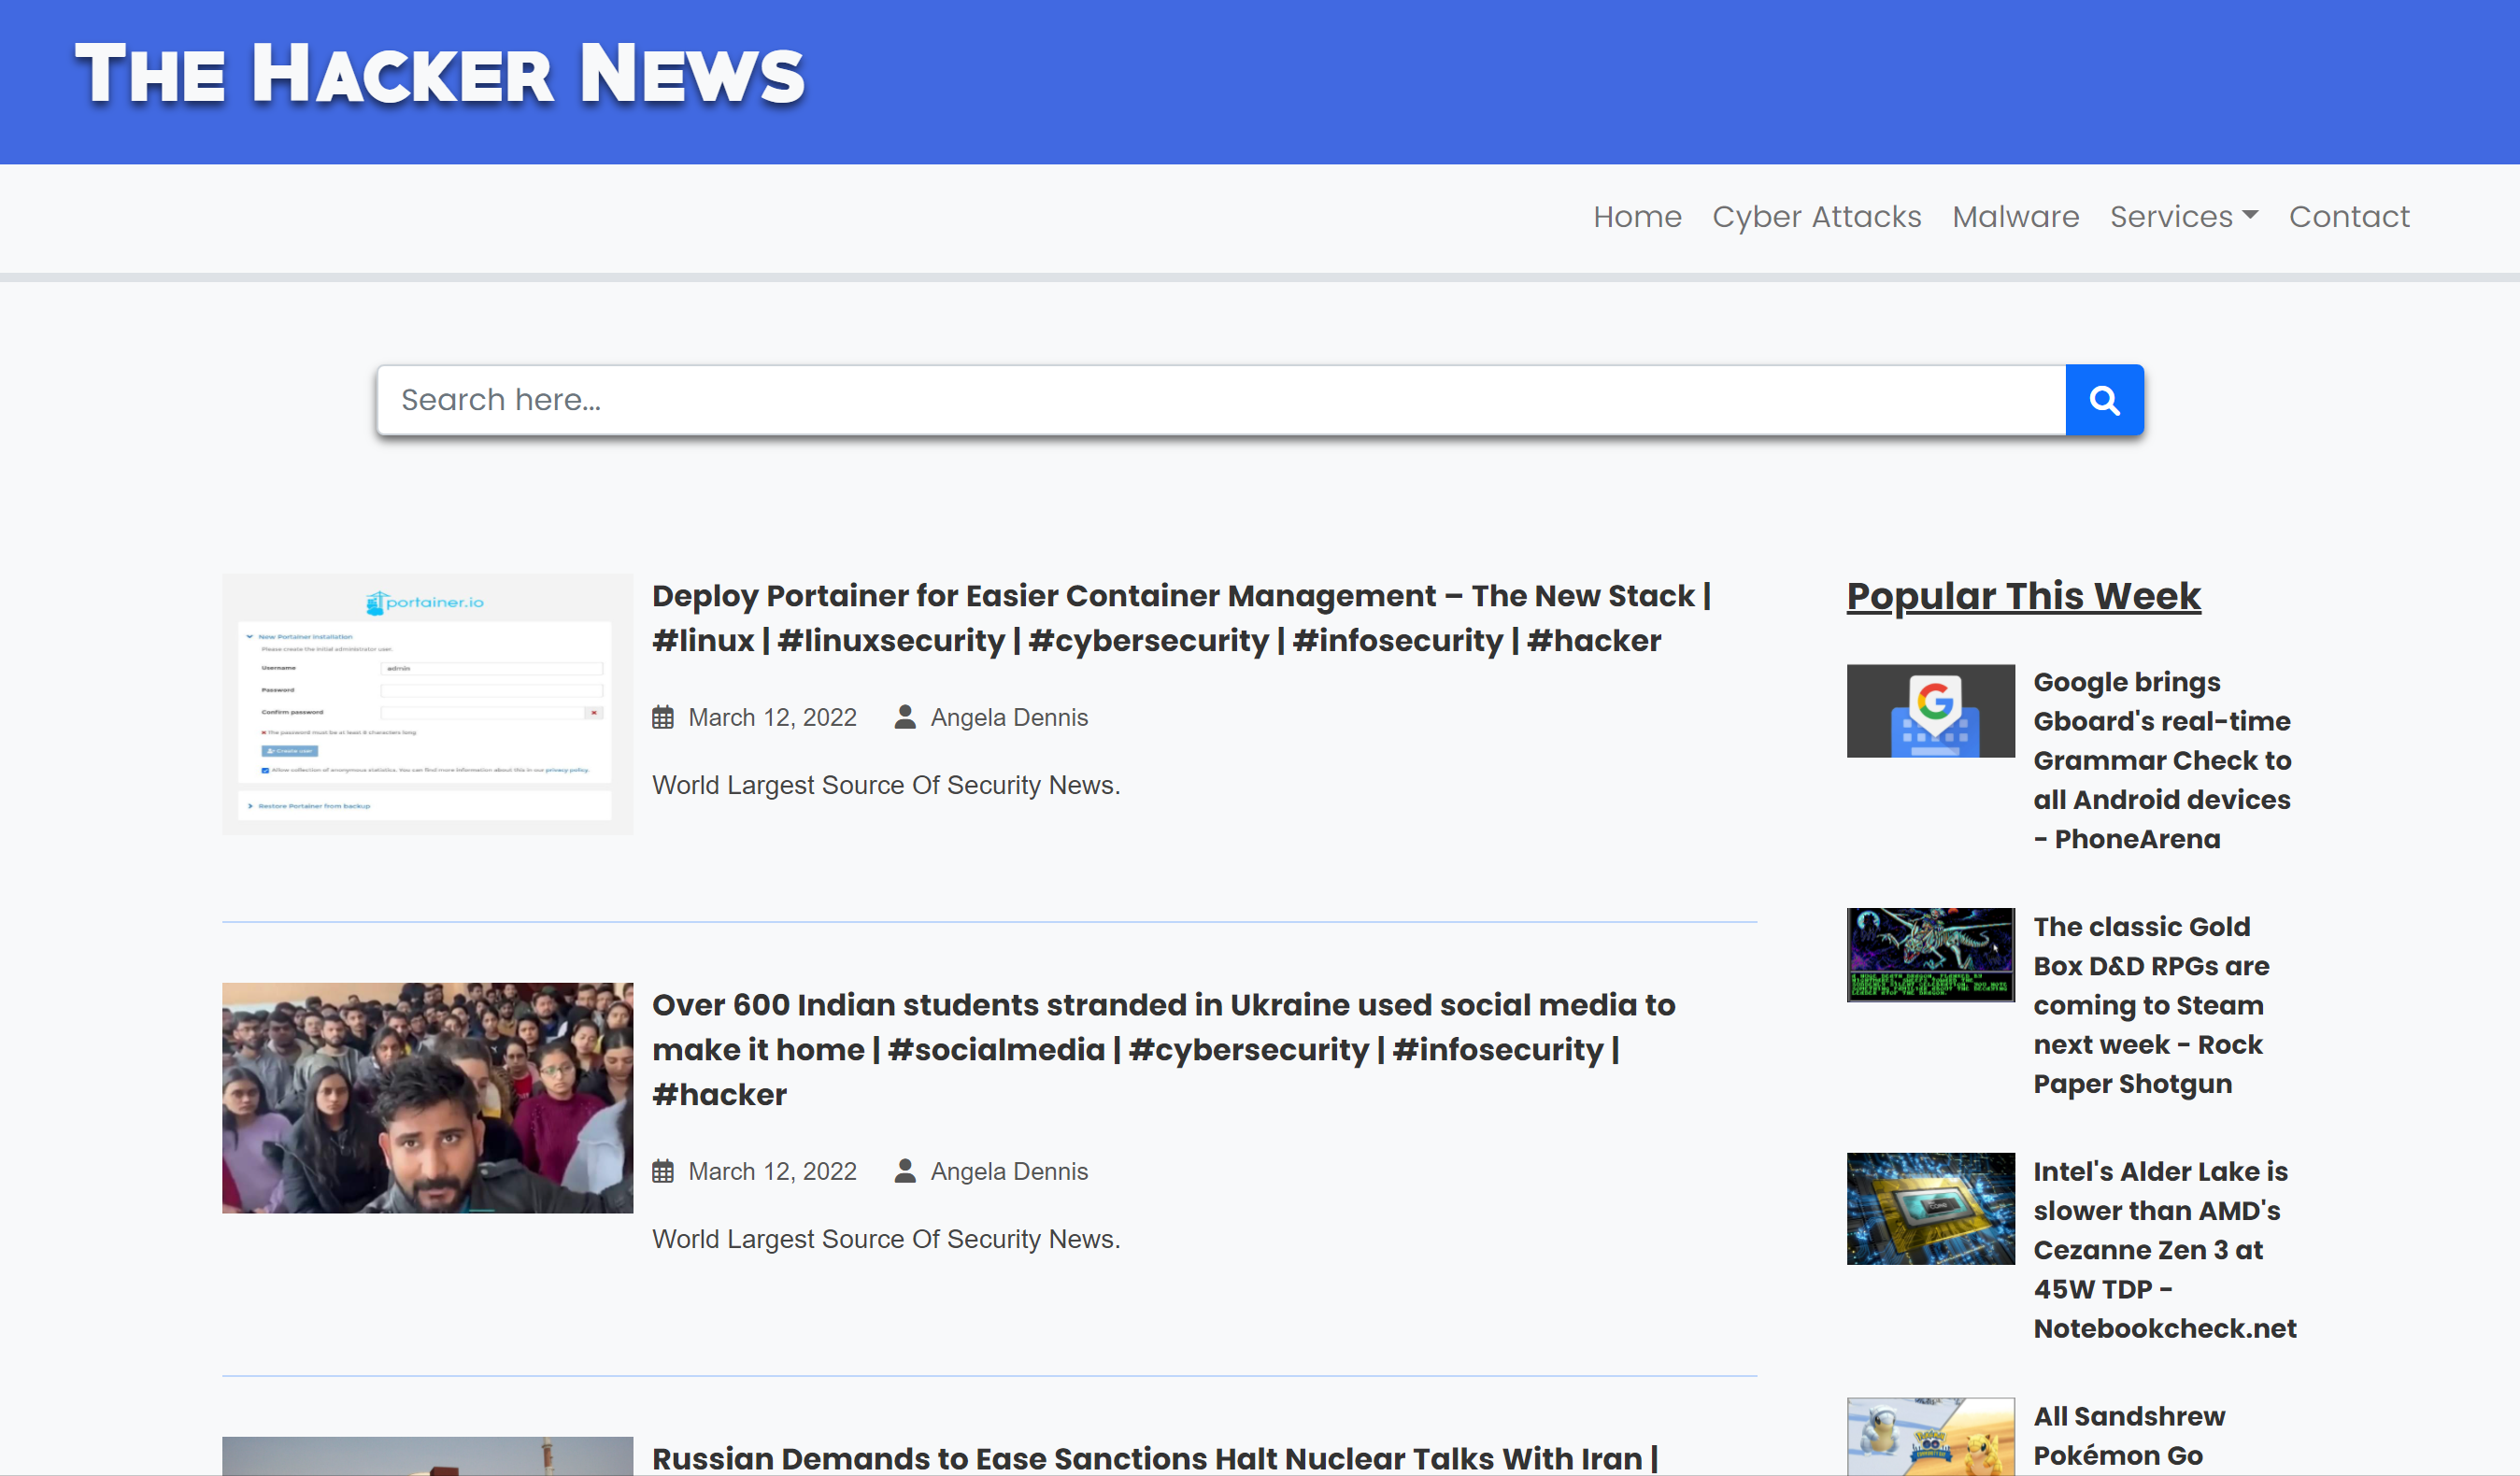 The Hacker News
Home Cyber Attacks Malware Services Contact
Search here...
portainer.io
New Portainer installation
Please create the initial administrator user.
Username admin
Password
Confirm password
The password must be at least 8 characters long
Create user
Allow collection of anonymous statistics. You can find more information about this in our privacy policy.
Restore Portainer from backup
Deploy Portainer for Easier Container Management – The New Stack |
#linux | #linuxsecurity | #cybersecurity | #infosecurity | #hacker
March 12, 2022 Angela Dennis
World Largest Source Of Security News.
Over 600 Indian students stranded in Ukraine used social media to
make it home | #socialmedia | #cybersecurity | #infosecurity |
#hacker
March 12, 2022 Angela Dennis
World Largest Source Of Security News.
Russian Demands to Ease Sanctions Halt Nuclear Talks With Iran |
Popular This Week
Google brings
Gboard's real-time
Grammar Check to
all Android devices
- PhoneArena
The classic Gold
Box D&D RPGs are
coming to Steam
next week - Rock
Paper Shotgun
Intel's Alder Lake is
slower than AMD's
Cezanne Zen 3 at
45W TDP -
Notebookcheck.net
All Sandshrew
Pokémon Go